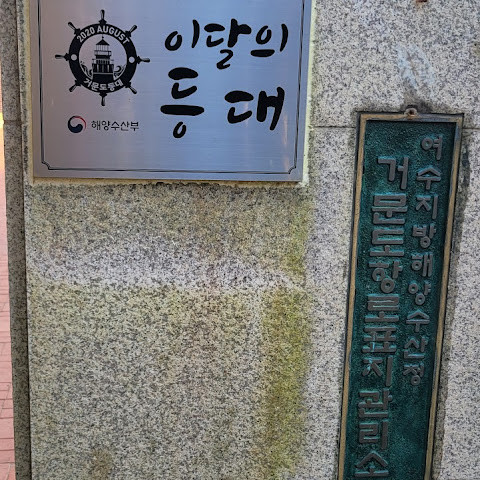 2020 AUGUST
거문도등대
이달의
등대
해양수산부
여수지방해양수산청
거문도항로표지관리소